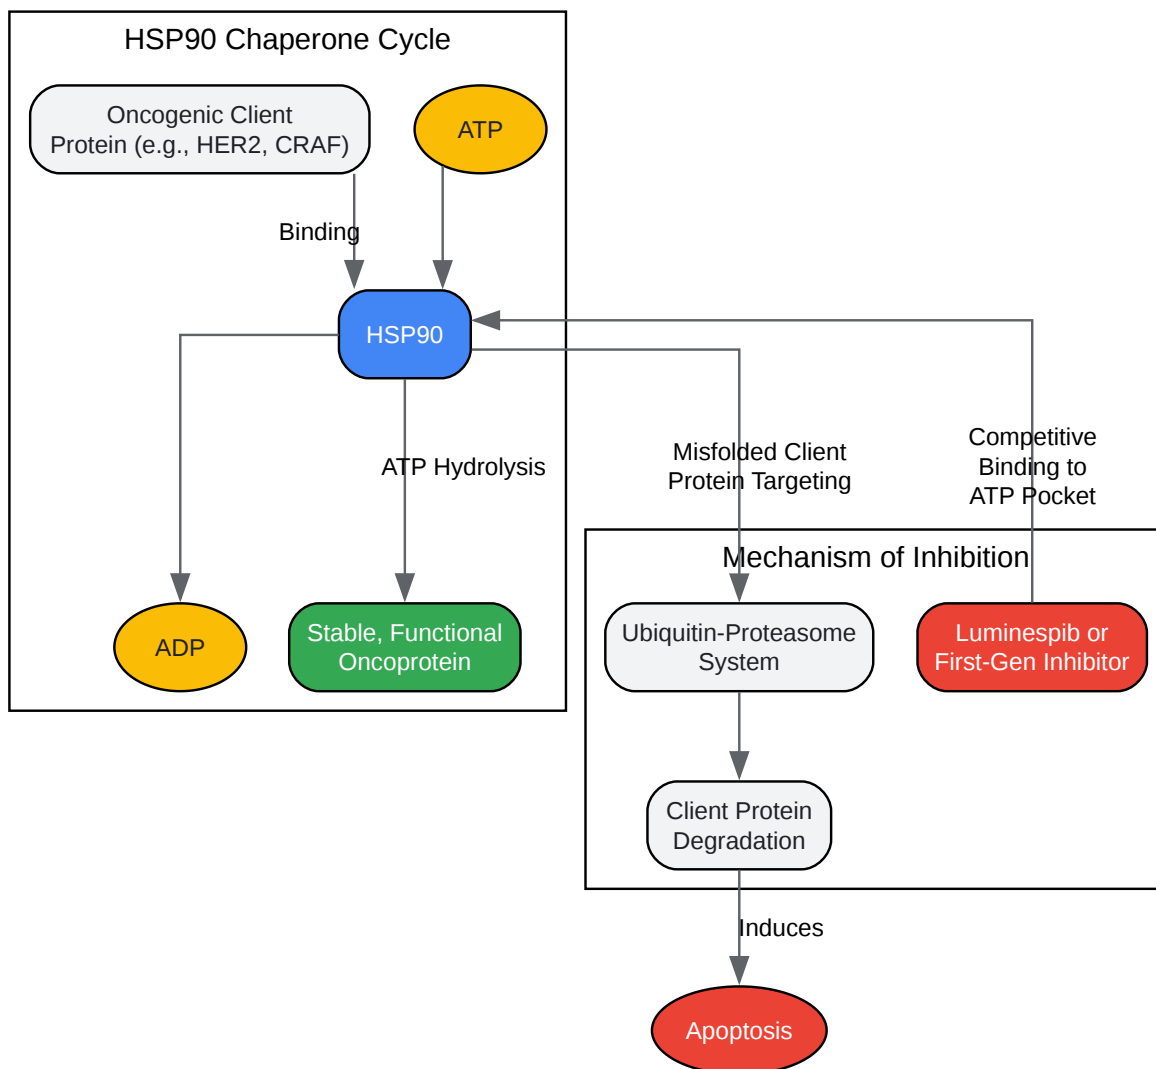 HSP90 Chaperone Cycle
Oncogenic Client
Protein (e.g., HER2, CRAF)
ATP
Binding
HSP90
ATP Hydrolysis
Misfolded Client
Protein Targeting
Competitive
Binding to
ATP Pocket
Mechanism of Inhibition
ADP
Stable, Functional
Oncoprotein
Ubiquitin-Proteasome
System
Luminespib or
First-Gen Inhibitor
Client Protein
Degradation
Induces
Apoptosis